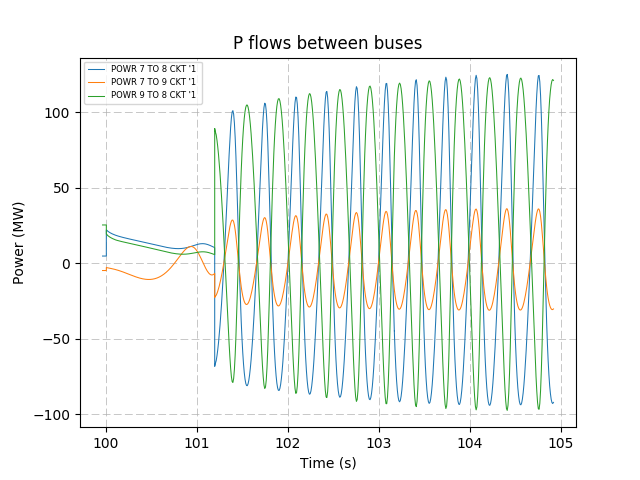 P flows between buses
POWR 7 TO 8 CKT '1
POWR 7 TO 9 CKT '1
POWR 9 TO 8 CKT '1
100
50
0
−50
−100
Power (MW)
100 101 102 103 104 105
Time (s)